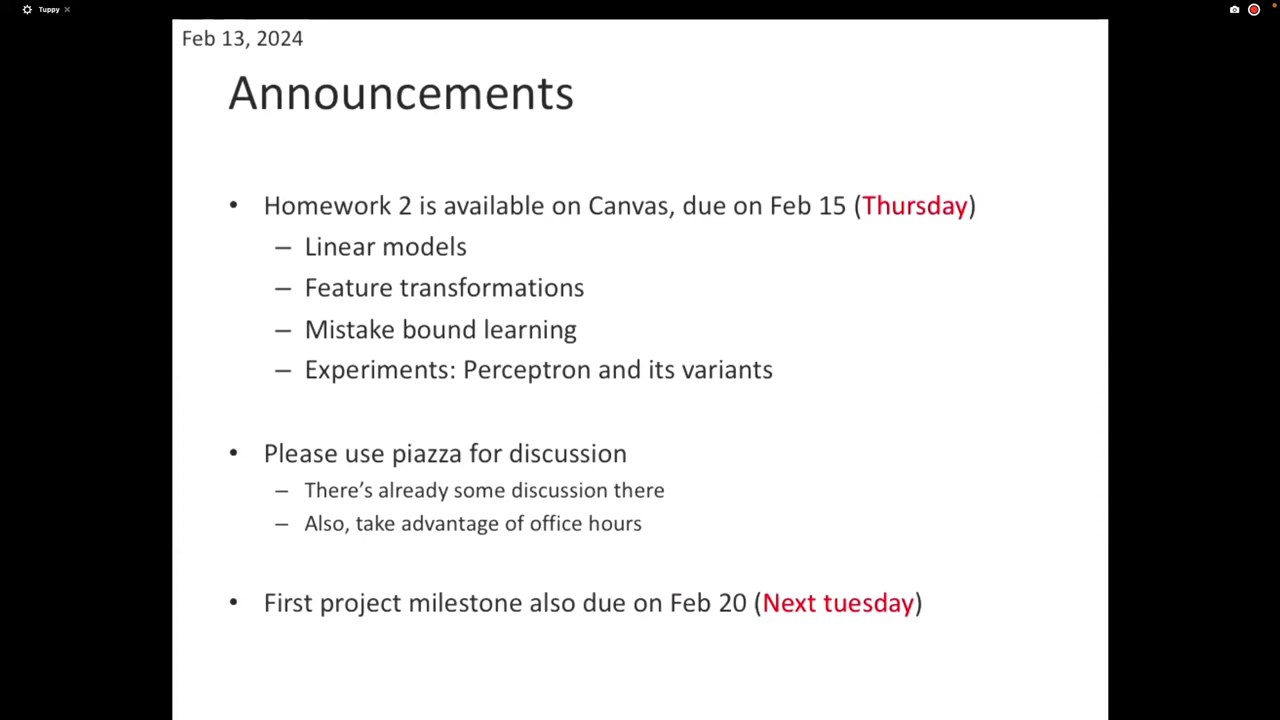 Tuppy
Feb 13, 2024
Announcements
• Homework 2 is available on Canvas, due on Feb 15 (Thursday)
– Linear models
– Feature transformations
– Mistake bound learning
– Experiments: Perceptron and its variants
• Please use piazza for discussion
– There’s already some discussion there
– Also, take advantage of office hours
• First project milestone also due on Feb 20 (Next tuesday)